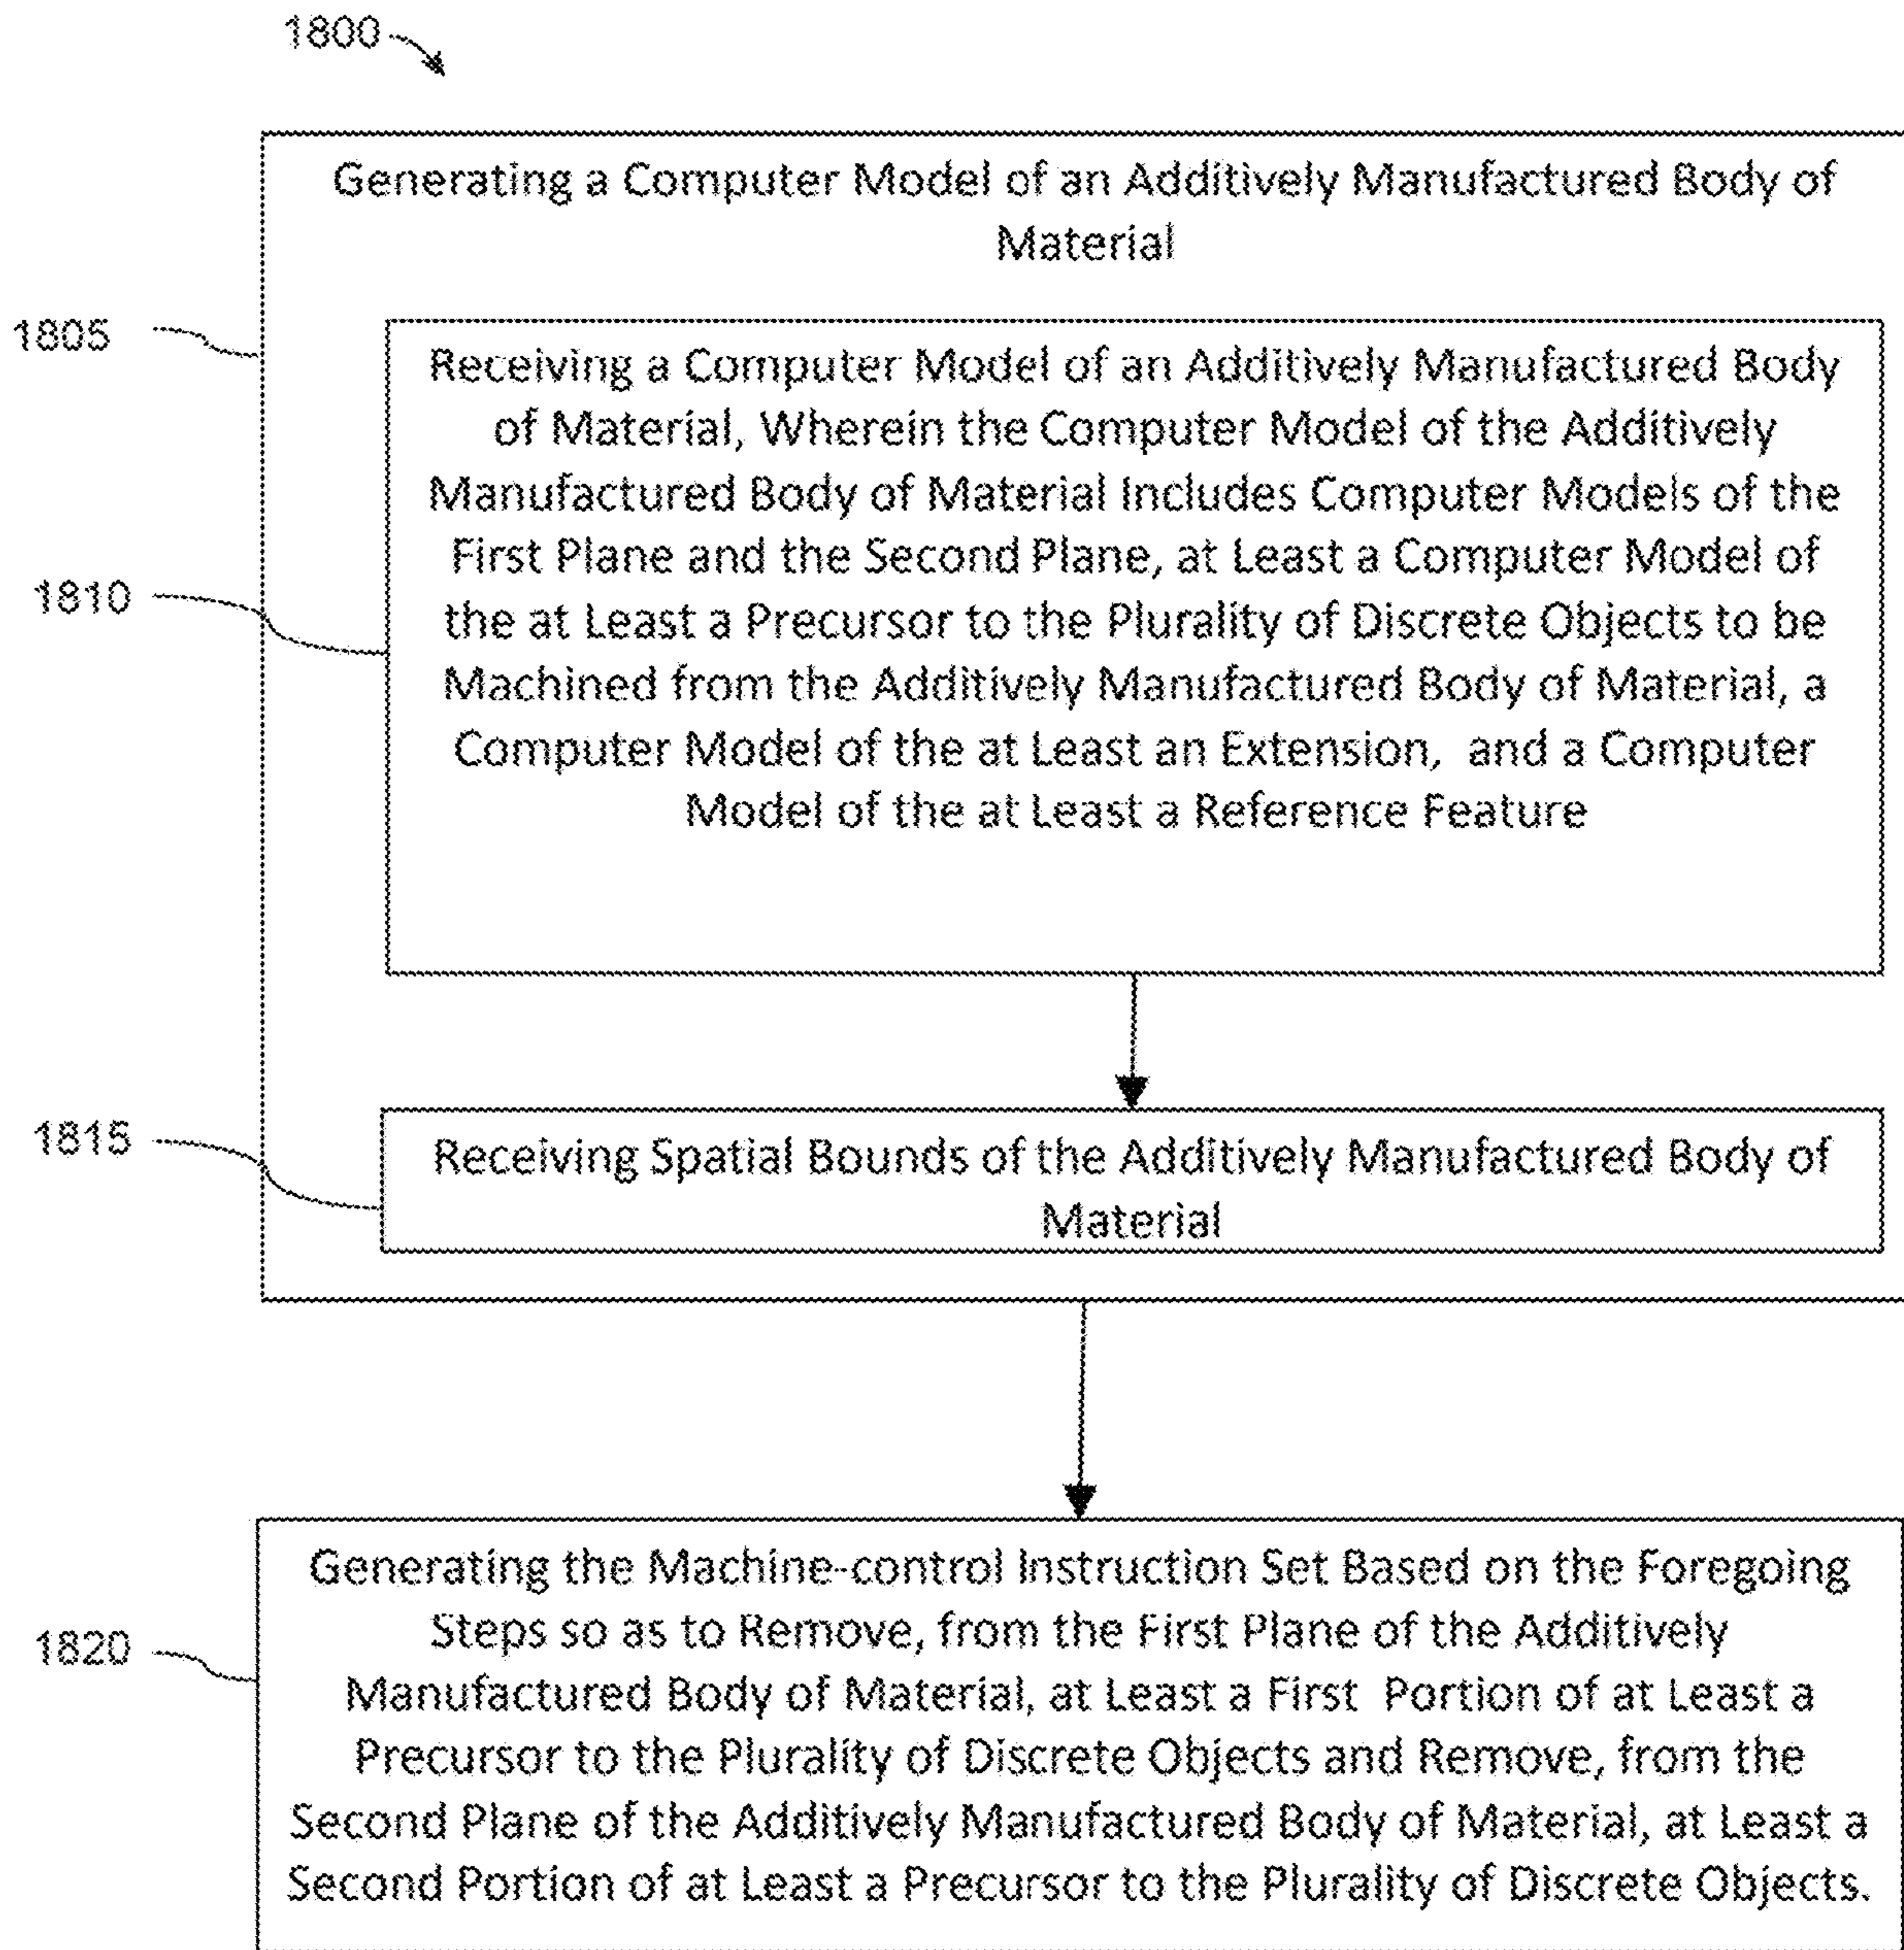 1800
Generating a Computer Model of an Additively Manufactured Body of
Material
1805
Receiving a Computer Model of an Additively Manufactured Body
of Material, Wherein the Computer Model of the Additively
Manufactured Body of Material Includes Computer Models of the
First Plane and the Second Plane, at Least a Computer Model of
1810
the at Least a Precursor to the Plurality of Discrete Objects to be
Machined from the Additively Manufactured Body of Material, a
Computer Model of the at Least an Extension, and a Computer
Model of the at Least a Reference Feature
1815
Receiving Spatial Bounds of the Additively Manufactured Body of
Material
Generating the Machine-control Instruction Set Based on the Foregoing
Steps so as to Remove, from the First Plane of the Additively
1820
Manufactured Body of Material, at Least a First Portion of at Least a
Precursor to the Plurality of Discrete Objects and Remove, from the
Second Plane of the Additively Manufactured Body of Material, at Least a
Second Portion of at Least a Precursor to the Plurality of Discrete Objects.